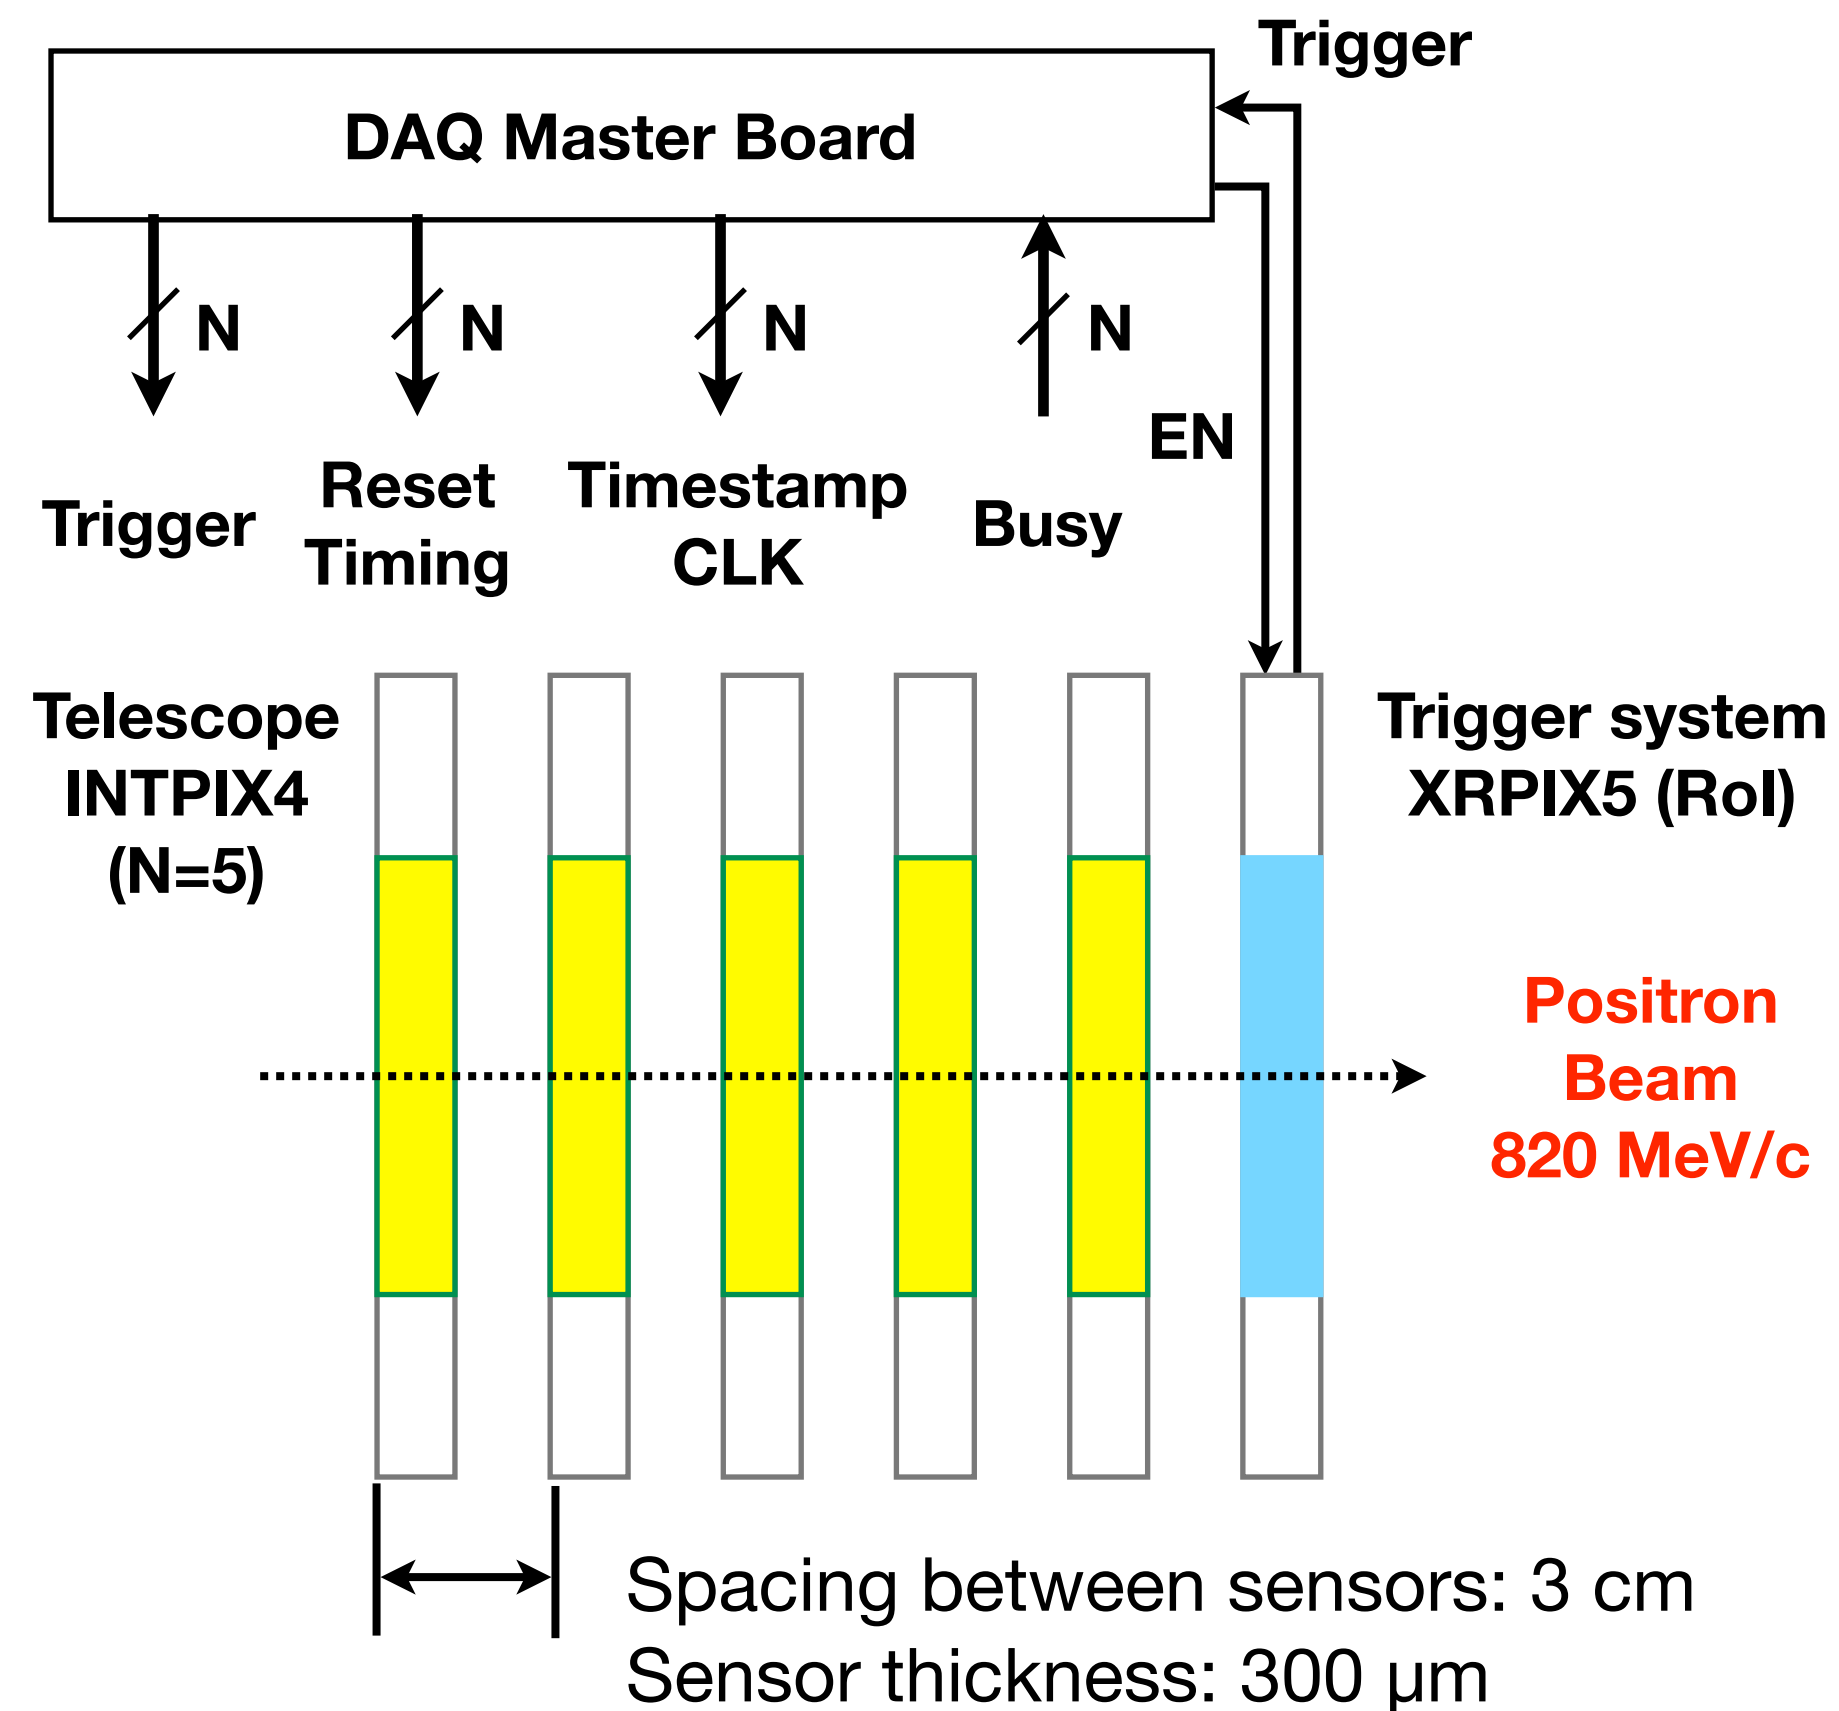 Trigger
DAQ Master Board
N
N
N
N
EN
Trigger
Reset
Timing
Timestamp
CLK
Busy
Telescope
INTPIX4
(N=5)
Trigger system
XRPIX5 (RoI)
Positron
Beam
820 MeV/c
Spacing between sensors: 3 cm
Sensor thickness: 300 μm